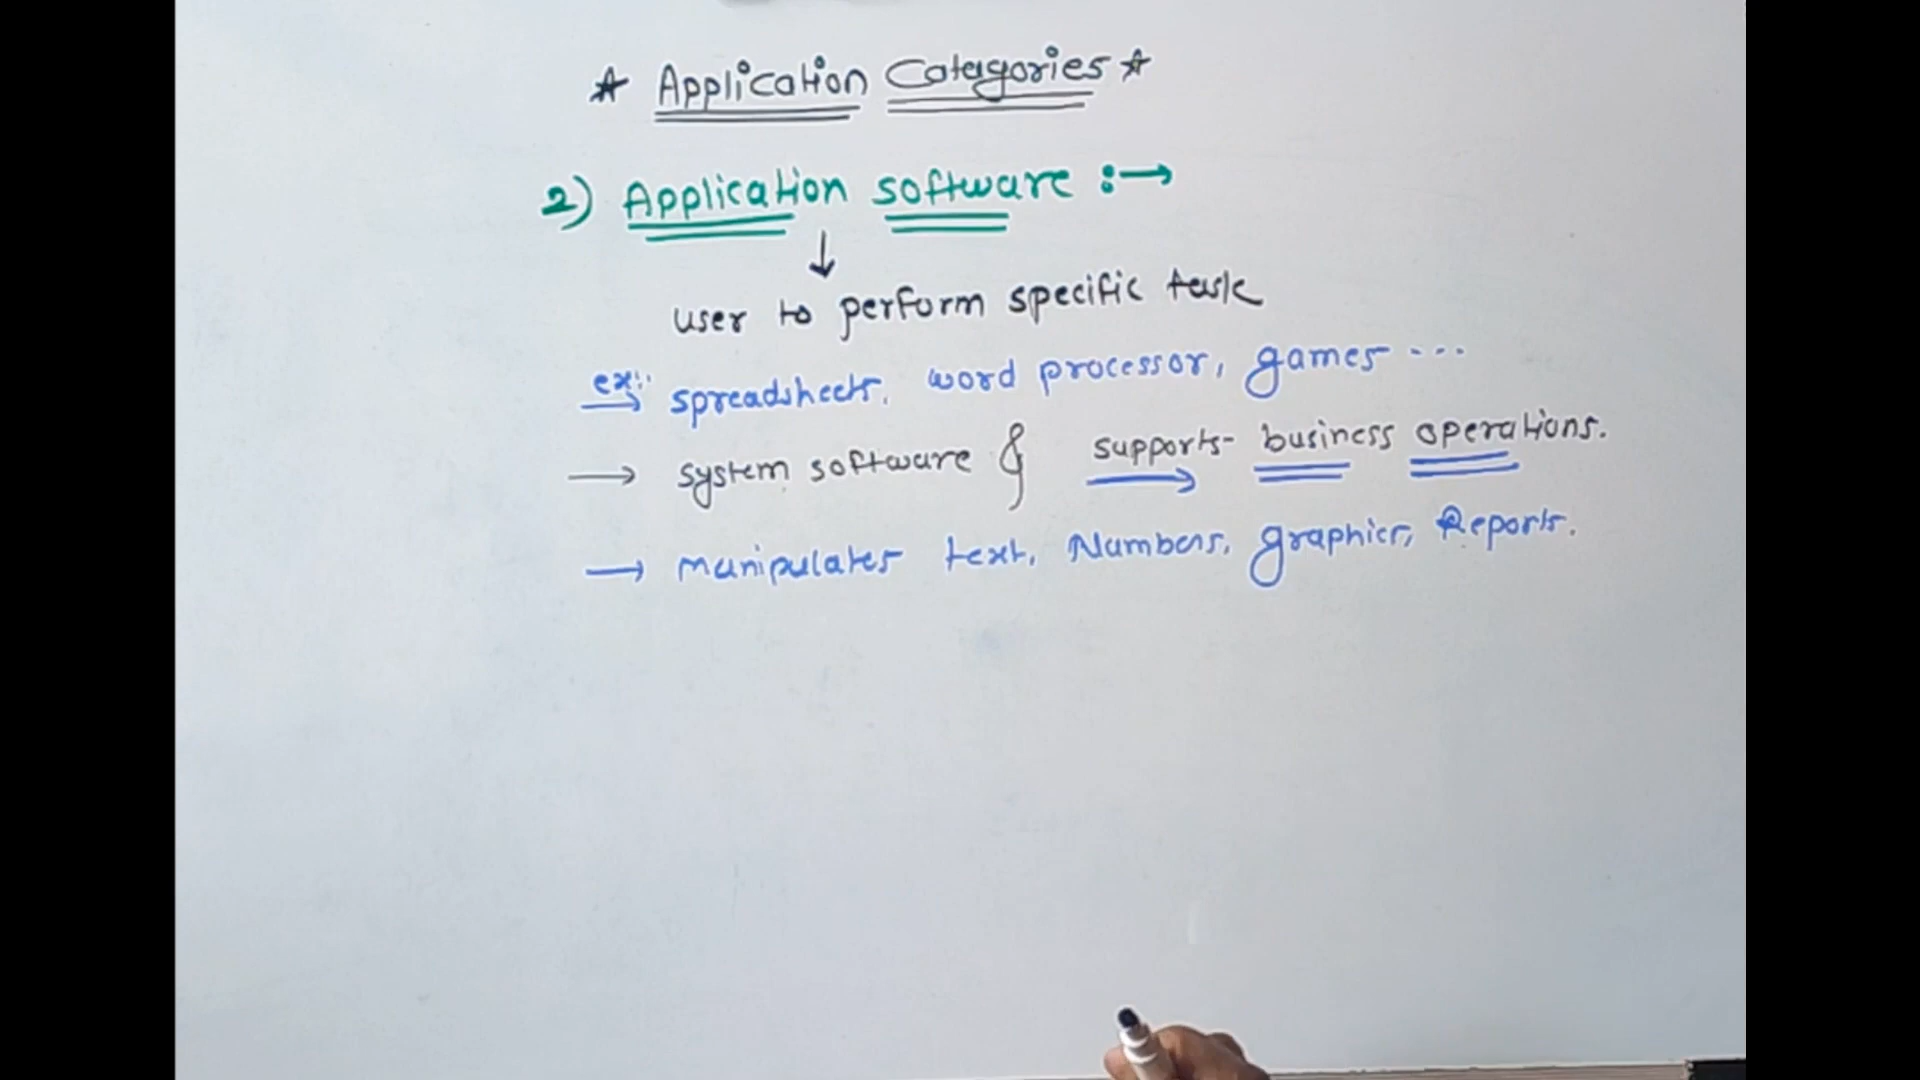 ★ Application Catagories ★
2) Application software :→
↓
user to perform specific task
ex:. spreadsheets, word processor, games ...
→ system software } supports- business operations.
→ Manipulates text, Numbers, graphics, Reports.